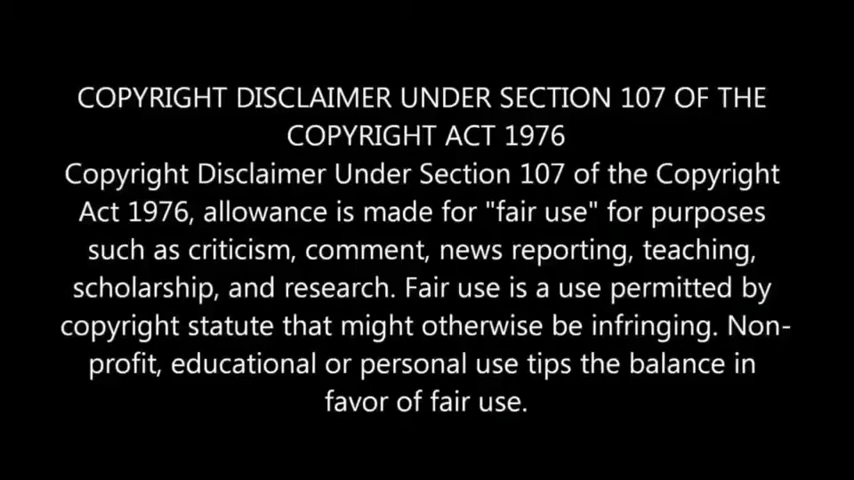 COPYRIGHT DISCLAIMER UNDER SECTION 107 OF THE
COPYRIGHT ACT 1976
Copyright Disclaimer Under Section 107 of the Copyright
Act 1976, allowance is made for "fair use" for purposes
such as criticism, comment, news reporting, teaching,
scholarship, and research. Fair use is a use permitted by
copyright statute that might otherwise be infringing. Non-
profit, educational or personal use tips the balance in
favor of fair use.